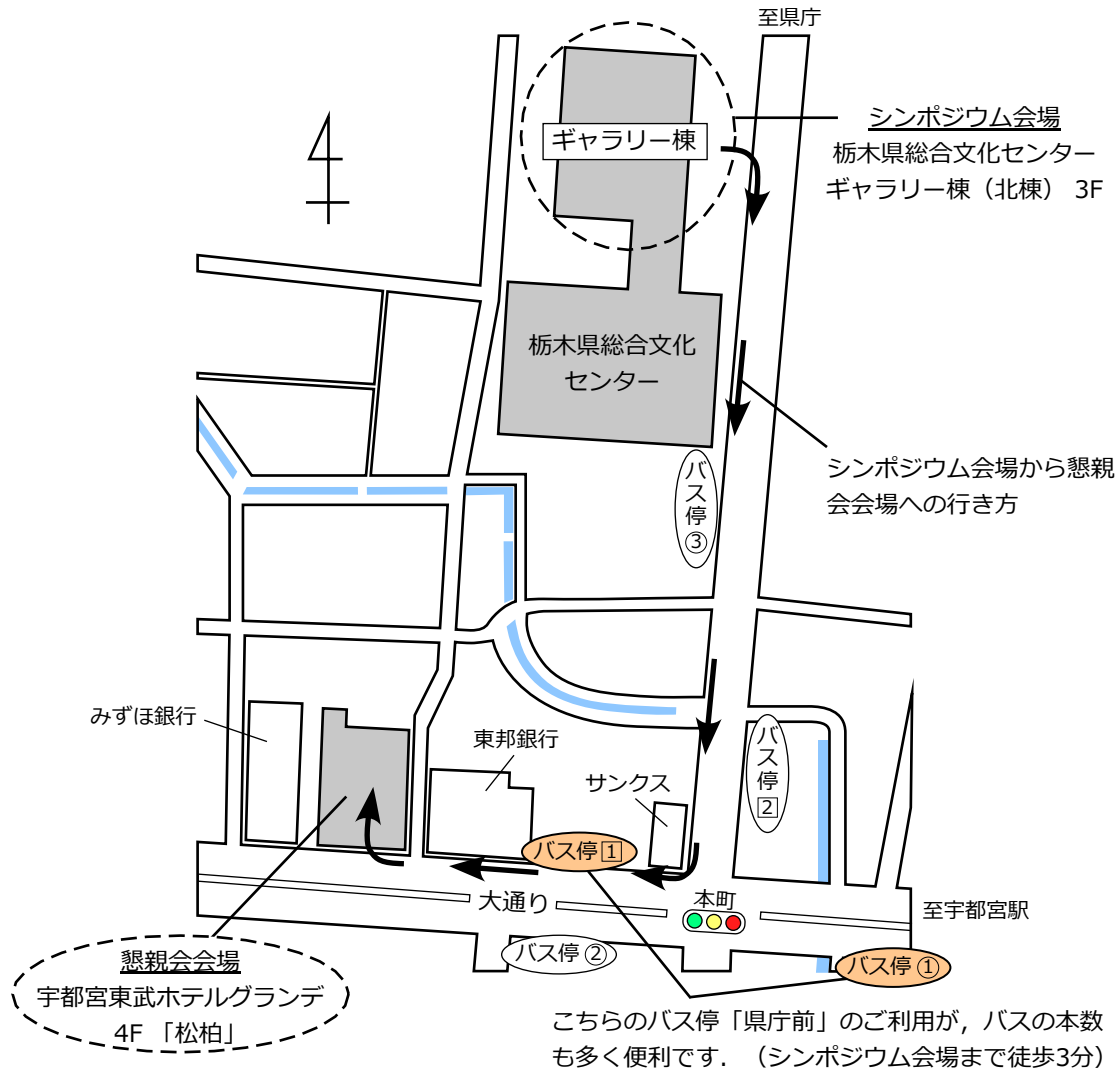 至県庁
シンポジウム会場
栃木県総合文化センター
ギャラリー棟（北棟） 3F
ギャラリー棟
栃木県総合文化
センター
バス停③
シンポジウム会場から懇親
会会場への行き方
みずほ銀行
東邦銀行
サンクス
バス停2
バス停1
大通り
本町
至宇都宮駅
バス停②
バス停①
懇親会会場
宇都宮東武ホテルグランデ
4F 「松柏」
こちらのバス停「県庁前」のご利用が，バスの本数
も多く便利です．（シンポジウム会場まで徒歩3分）